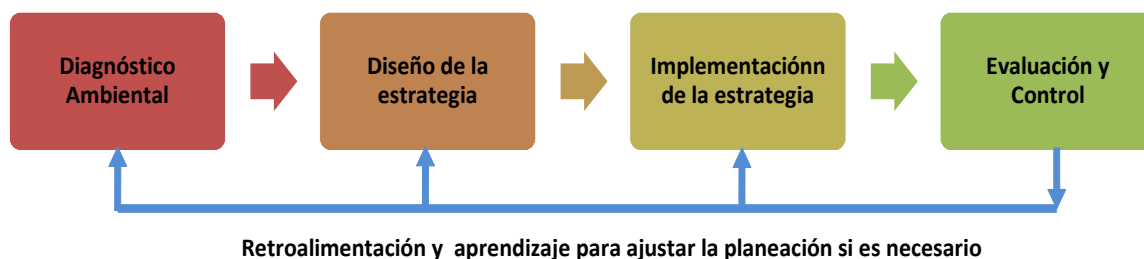 Diagnóstico
Ambiental
Diseño de la
estrategia
Implementaciónn
de la estrategia
Evaluación y
Control
Retroalimentación y  aprendizaje para ajustar la planeación si es necesario